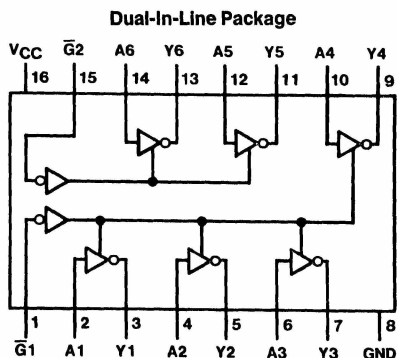 Dual-In-Line Package
VCC G̅2 A6 Y6 A5 Y5 A4 Y4
16 15 14 13 12 11 10 9
1 2 3 4 5 6 7 8
G̅1 A1 Y1 A2 Y2 A3 Y3 GND